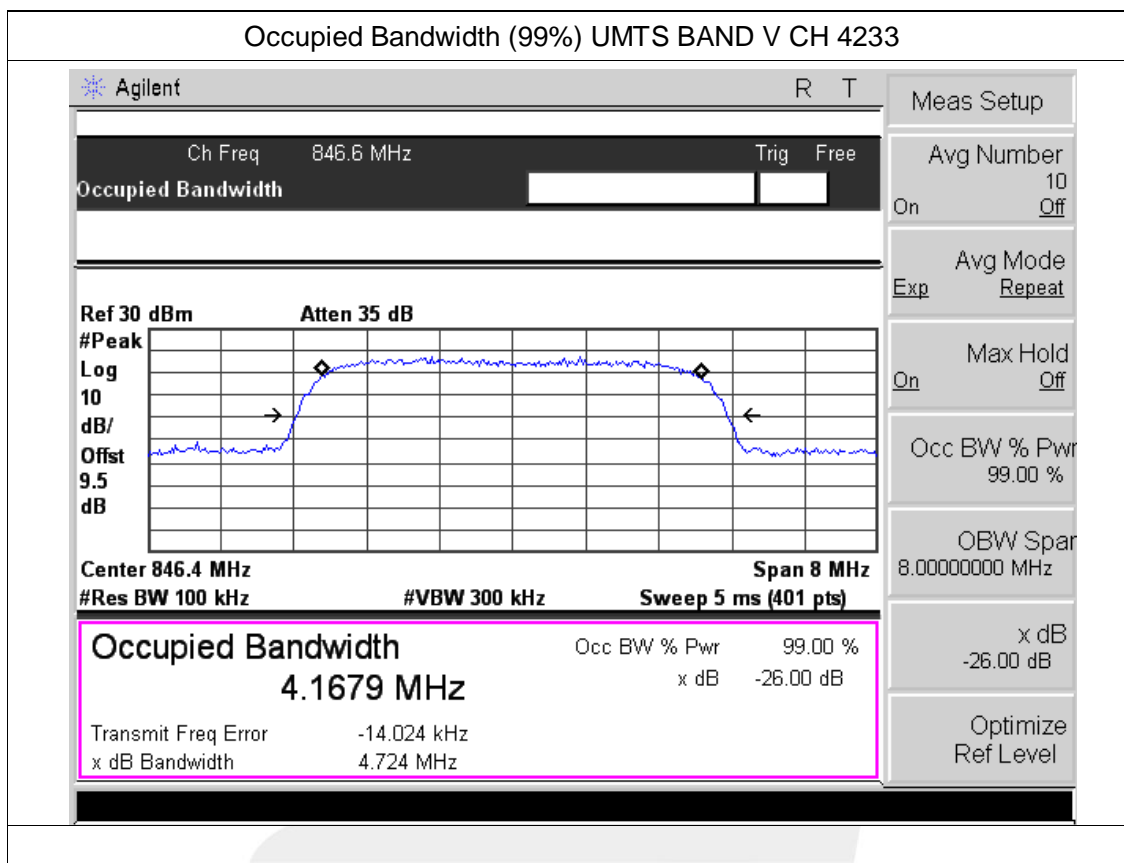 Occupied Bandwidth (99%) UMTS BAND V CH 4233
Agilent R T
Ch Freq 846.6 MHz Trig Free
Occupied Bandwidth
Ref 30 dBm Atten 35 dB
#Peak
Log
10
dB/
Offst
9.5
dB
Center 846.4 MHz Span 8 MHz
#Res BW 100 kHz #VBW 300 kHz Sweep 5 ms (401 pts)
Occupied Bandwidth Occ BW % Pwr 99.00 %
4.1679 MHz x dB -26.00 dB
Transmit Freq Error -14.024 kHz
x dB Bandwidth 4.724 MHz
Meas Setup
Avg Number
10
On Off
Avg Mode
Exp Repeat
Max Hold
On Off
Occ BW % Pwr
99.00 %
OBW Span
8.00000000 MHz
x dB
-26.00 dB
Optimize
Ref Level